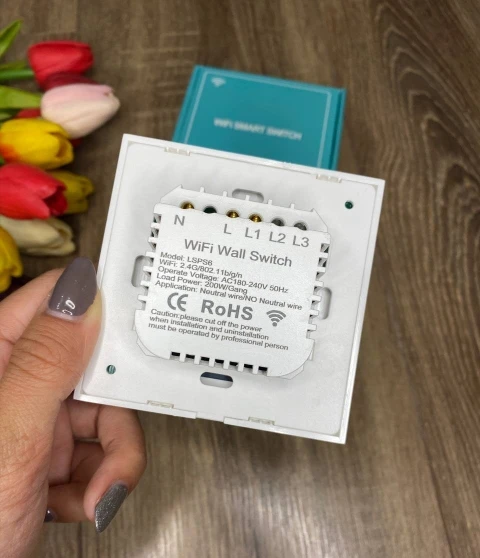 WiFi SMART SWITCH
N L L1 L2 L3
WiFi Wall Switch
Model: LSPS6
WiFi: 2.4G/802.11b/g/n
Operate Voltage: AC180-240V 50Hz
Load Power: 200W/Gang
Application: Neutral wire/NO Neutral wire
CE RoHS
Caution:please cut off the power
when installation and uninstallation
must be operated by professional person